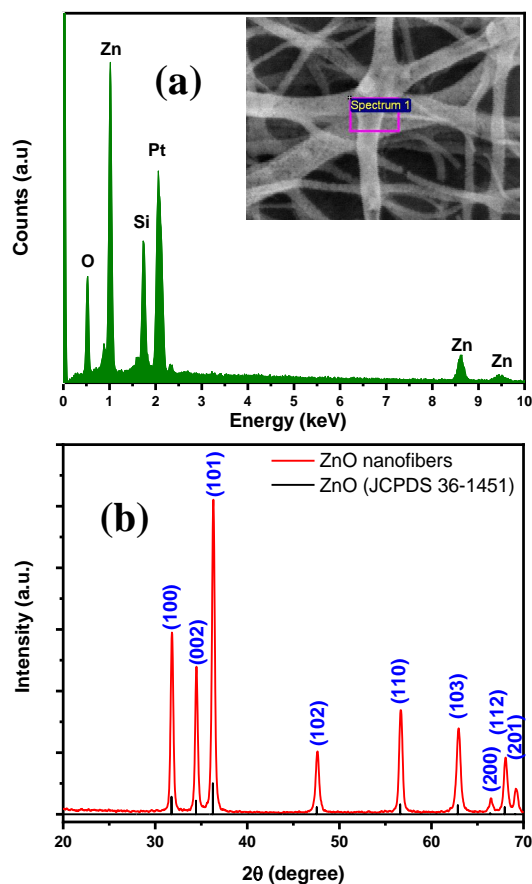 (a)
Zn
Pt
Si
O
Zn
Zn
Spectrum 1
Counts (a.u)
0 1 2 3 4 5 6 7 8 9 10
Energy (keV)
(b)
ZnO nanofibers
ZnO (JCPDS 36-1451)
(100)
(002)
(101)
(102)
(110)
(103)
(200)
(112)
(201)
Intensity (a.u.)
20 30 40 50 60 70
2θ (degree)